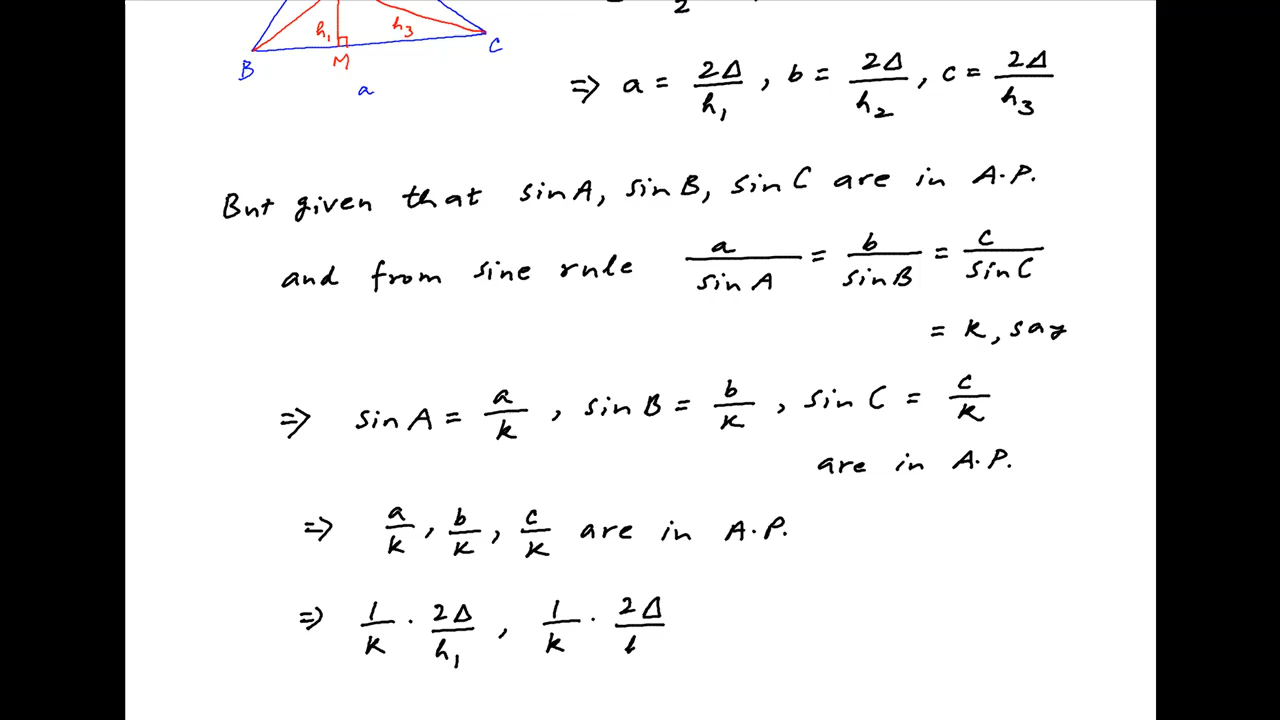 2
h₁ h₃
B M C
a
⇒ a = 2Δ/h₁ , b = 2Δ/h₂ , c = 2Δ/h₃
But given that sinA, sinB, sinC are in A.P.
and from sine rule a/sinA = b/sinB = c/sinC
= k, say
⇒ sinA = a/k , sinB = b/k , sinC = c/k
are in A.P.
⇒ a/k , b/k , c/k are in A.P.
⇒ 1/k · 2Δ/h₁ , 1/k · 2Δ/